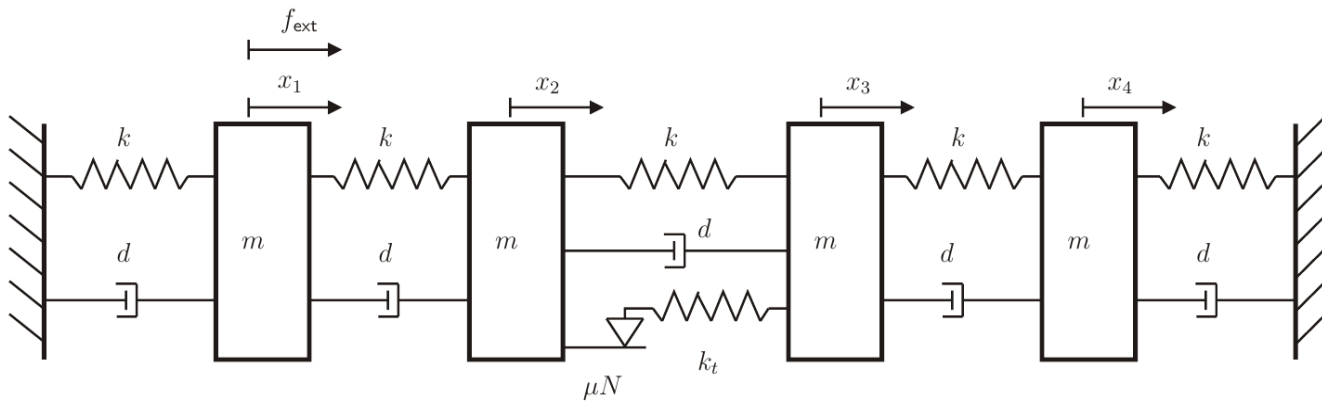 f_ext
x_1 x_2 x_3 x_4
k k k k k
m m m m
d d d d d
k_t
μN